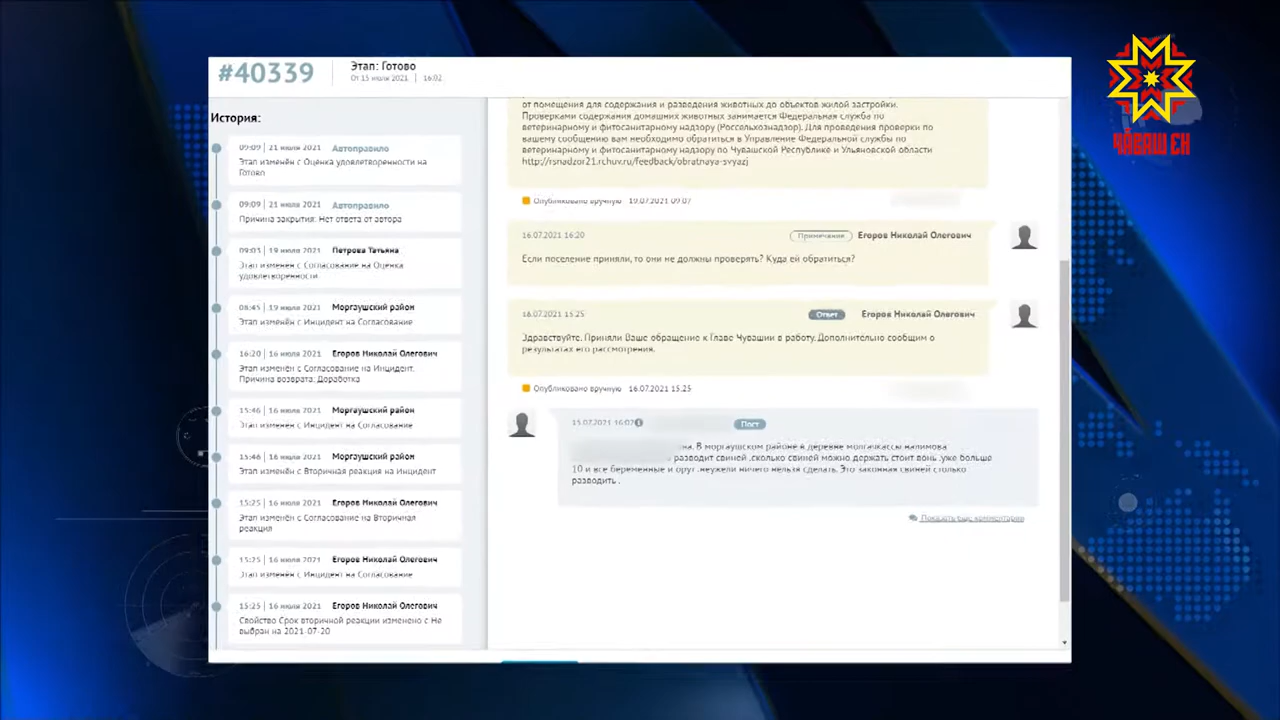 #40339
Этап: Готово
От 15 июля 2021 | 16:02
История:
09:09 | 21 июля 2021 Автоправило
Этап изменён с Оценка удовлетворенности на
Готово
09:09 | 21 июля 2021 Автоправило
Причина закрытия: Нет ответа от автора
09:03 | 19 июля 2021 Петрова Татьяна
Этап изменён с Согласование на Оценка
удовлетворенности
08:45 | 19 июля 2021 Моргаушский район
Этап изменён с Инцидент на Согласование
16:20 | 16 июля 2021 Егоров Николай Олегович
Этап изменён с Согласование на Инцидент.
Причина возврата: Доработка
15:46 | 16 июля 2021 Моргаушский район
Этап изменён с Инцидент на Согласование
15:46 | 16 июля 2021 Моргаушский район
Этап изменён с Вторичная реакция на Инцидент
15:25 | 16 июля 2021 Егоров Николай Олегович
Этап изменён с Согласование на Вторичная
реакция
15:25 | 16 июля 2021 Егоров Николай Олегович
Этап изменён с Инцидент на Согласование
15:25 | 16 июля 2021 Егоров Николай Олегович
Свойство Срок вторичной реакции изменено с Не
выбран на 2021-07-20
от помещения для содержания и разведения животных до объектов жилой застройки.
Проверками содержания домашних животных занимается Федеральная служба по
ветеринарному и фитосанитарному надзору (Россельхознадзор). Для проведения проверки по
вашему сообщению вам необходимо обратиться в Управление Федеральной службы по
ветеринарному и фитосанитарному надзору по Чувашской Республике и Ульяновской области
http://rsnadzor21.rchuv.ru/feedback/obratnaya-svyazj
Опубликовано вручную 19.07.2021 09:07
16.07.2021 16:20 Примечания Егоров Николай Олегович
Если поселение приняли, то они не должны проверять? Куда ей обратиться?
16.07.2021 15:25 Ответ Егоров Николай Олегович
Здравствуйте. Приняли Ваше обращение к Главе Чувашии в работу. Дополнительно сообщим о
результатах его рассмотрения.
Опубликовано вручную 16.07.2021 15:25
15.07.2021 16:02 Пост
на. В моргаушском районе в деревне молгачкассы налимова
разводит свиней .сколько свиней можно держать стоит вонь .уже больше
10 и все беременные и орут .неужели ничего нельзя сделать. Это законная свиней столько
разводить .
Показать еще комментарии
ЧӐВАШ ЕН